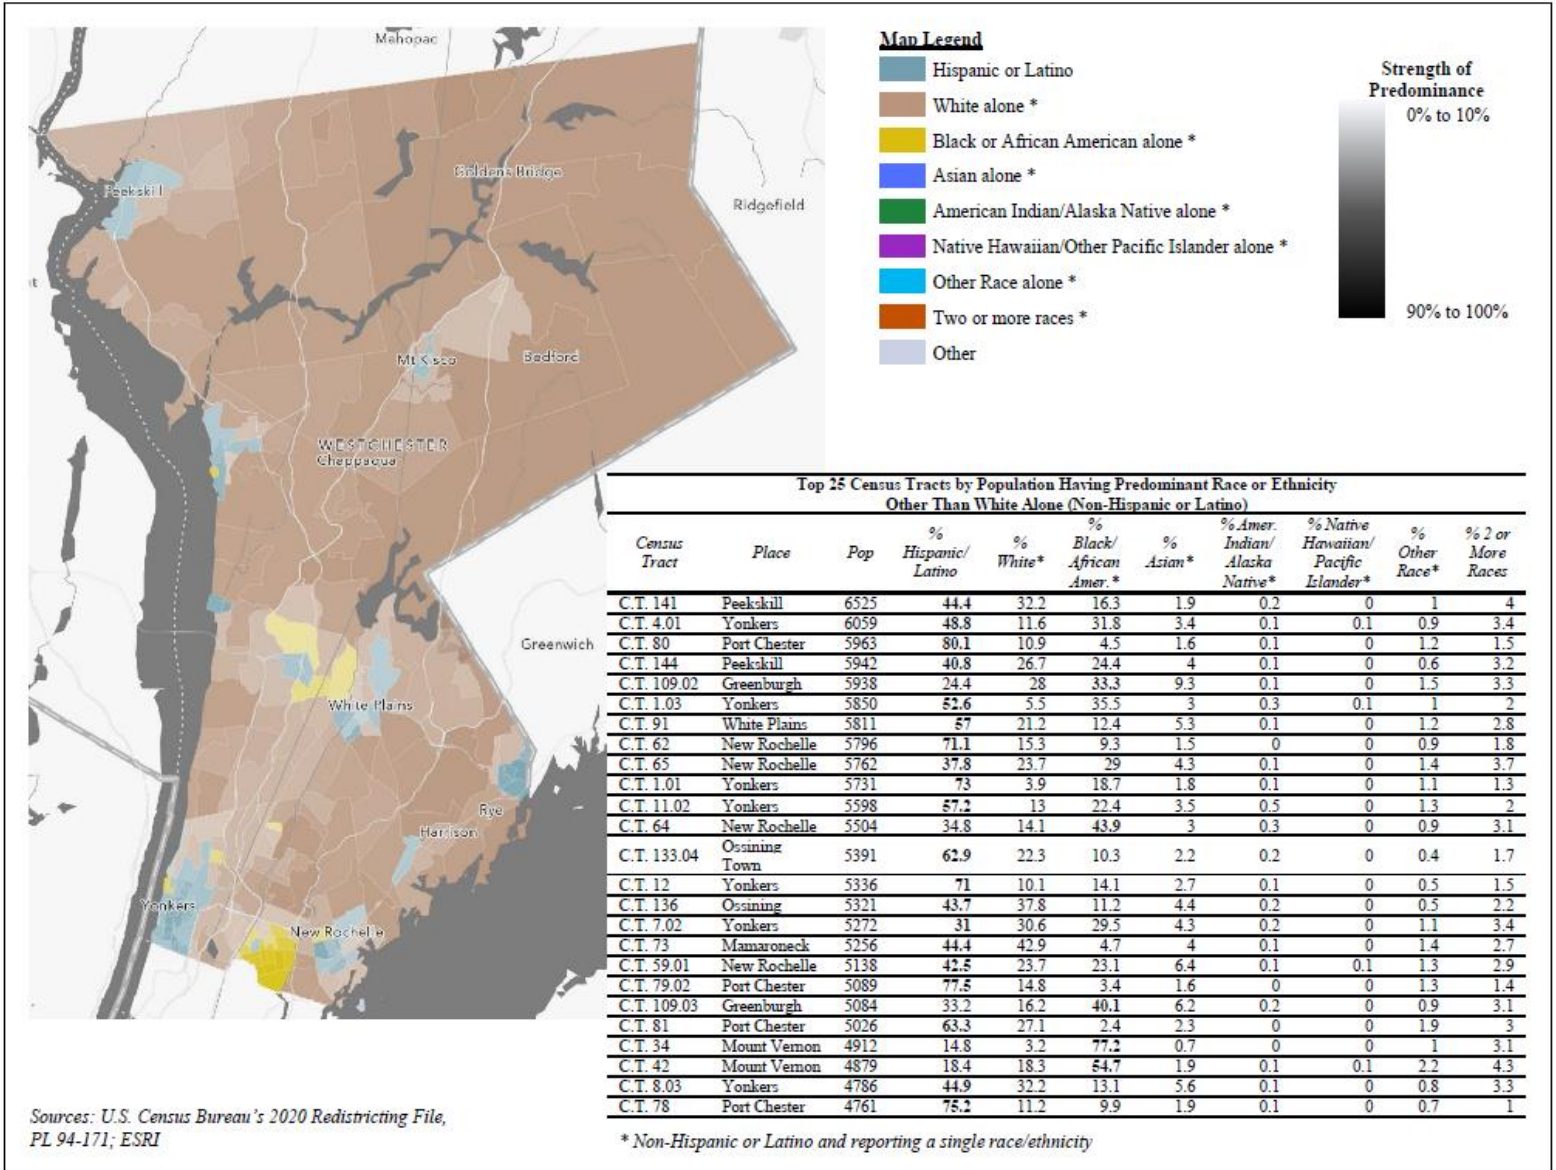 Mahopac
Peekskill
Goldens Bridge
Ridgefield
nt
Mt Kisco
Bedford
WESTCHESTER
Chappaqua
Greenwich
White Plains
Rye
Harrison
Yonkers
New Rochelle
Map Legend
Hispanic or Latino
White alone *
Black or African American alone *
Asian alone *
American Indian/Alaska Native alone *
Native Hawaiian/Other Pacific Islander alone *
Other Race alone *
Two or more races *
Other
Strength of
Predominance
0% to 10%
90% to 100%
Top 25 Census Tracts by Population Having Predominant Race or Ethnicity
Other Than White Alone (Non-Hispanic or Latino)
Census Tract Place Pop % Hispanic/ Latino % White* % Black/ African Amer.* % Asian* % Amer. Indian/ Alaska Native* % Native Hawaiian/ Pacific Islander* % Other Race* % 2 or More Races
C.T. 141 Peekskill 6525 44.4 32.2 16.3 1.9 0.2 0 1 4
C.T. 4.01 Yonkers 6059 48.8 11.6 31.8 3.4 0.1 0.1 0.9 3.4
C.T. 80 Port Chester 5963 80.1 10.9 4.5 1.6 0.1 0 1.2 1.5
C.T. 144 Peekskill 5942 40.8 26.7 24.4 4 0.1 0 0.6 3.2
C.T. 109.02 Greenburgh 5938 24.4 28 33.3 9.3 0.1 0 1.5 3.3
C.T. 1.03 Yonkers 5850 52.6 5.5 35.5 3 0.3 0.1 1 2
C.T. 91 White Plains 5811 57 21.2 12.4 5.3 0.1 0 1.2 2.8
C.T. 62 New Rochelle 5796 71.1 15.3 9.3 1.5 0 0 0.9 1.8
C.T. 65 New Rochelle 5762 37.8 23.7 29 4.3 0.1 0 1.4 3.7
C.T. 1.01 Yonkers 5731 73 3.9 18.7 1.8 0.1 0 1.1 1.3
C.T. 11.02 Yonkers 5598 57.2 13 22.4 3.5 0.5 0 1.3 2
C.T. 64 New Rochelle 5504 34.8 14.1 43.9 3 0.3 0 0.9 3.1
C.T. 133.04 Ossining Town 5391 62.9 22.3 10.3 2.2 0.2 0 0.4 1.7
C.T. 12 Yonkers 5336 71 10.1 14.1 2.7 0.1 0 0.5 1.5
C.T. 136 Ossining 5321 43.7 37.8 11.2 4.4 0.2 0 0.5 2.2
C.T. 7.02 Yonkers 5272 31 30.6 29.5 4.3 0.2 0 1.1 3.4
C.T. 73 Mamaroneck 5256 44.4 42.9 4.7 4 0.1 0 1.4 2.7
C.T. 59.01 New Rochelle 5138 42.5 23.7 23.1 6.4 0.1 0.1 1.3 2.9
C.T. 79.02 Port Chester 5089 77.5 14.8 3.4 1.6 0 0 1.3 1.4
C.T. 109.03 Greenburgh 5084 33.2 16.2 40.1 6.2 0.2 0 0.9 3.1
C.T. 81 Port Chester 5026 63.3 27.1 2.4 2.3 0 0 1.9 3
C.T. 34 Mount Vernon 4912 14.8 3.2 77.2 0.7 0 0 1 3.1
C.T. 42 Mount Vernon 4879 18.4 18.3 54.7 1.9 0.1 0.1 2.2 4.3
C.T. 8.03 Yonkers 4786 44.9 32.2 13.1 5.6 0.1 0 0.8 3.3
C.T. 78 Port Chester 4761 75.2 11.2 9.9 1.9 0.1 0 0.7 1
Sources: U.S. Census Bureau's 2020 Redistricting File,
PL 94-171; ESRI
* Non-Hispanic or Latino and reporting a single race/ethnicity